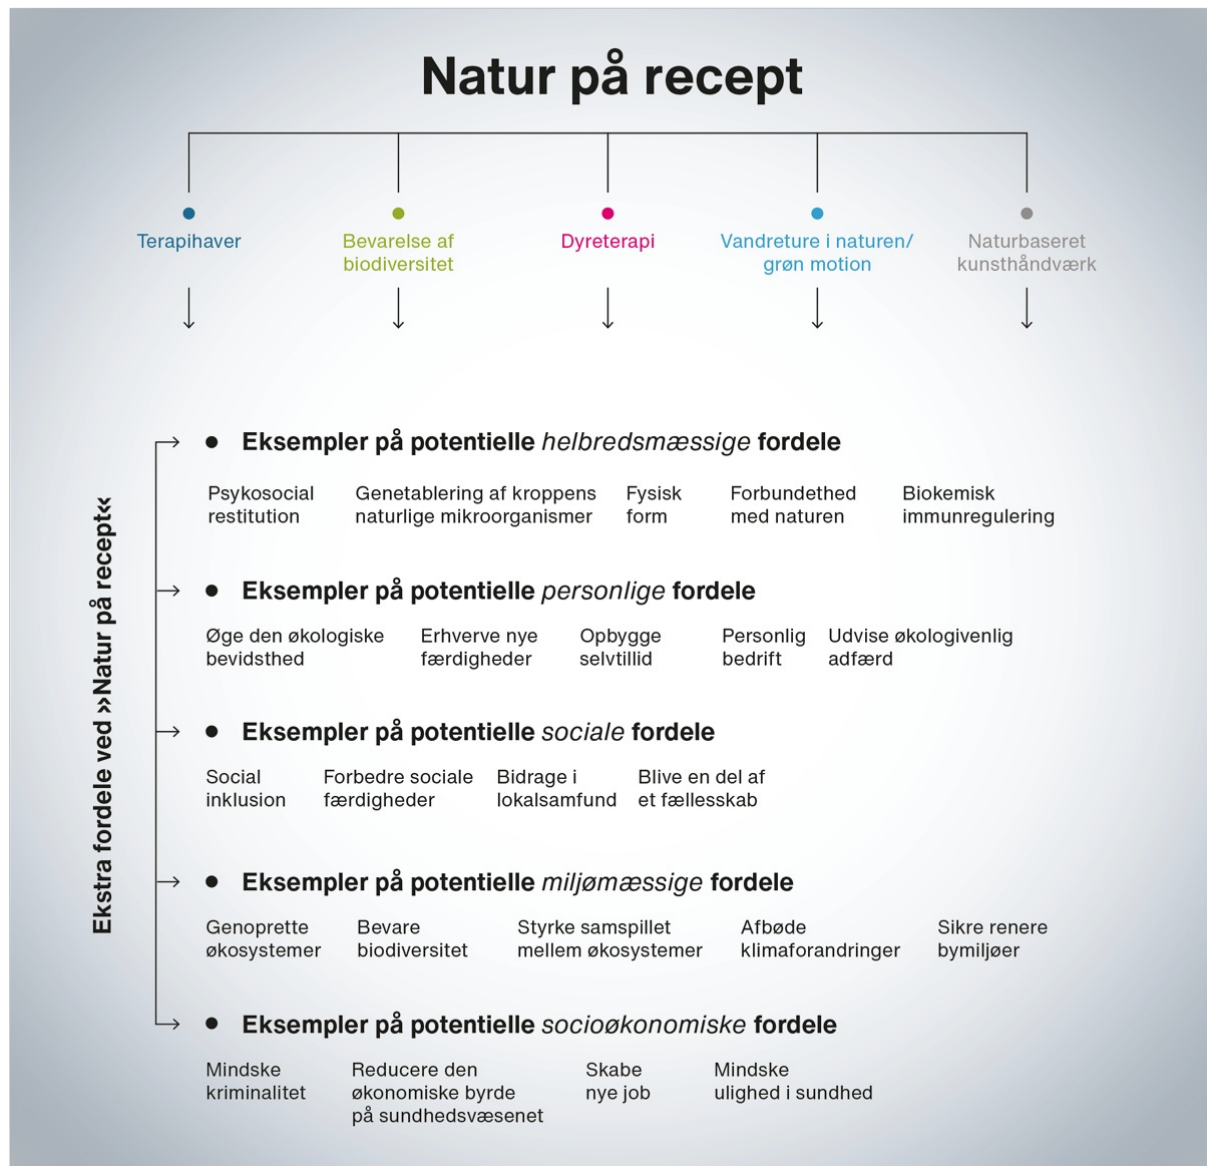 Natur på recept
Terapihaver
Bevarelse af
biodiversitet
Dyreterapi
Vandreture i naturen/
grøn motion
Naturbaseret
kunsthåndværk
Ekstra fordele ved »Natur på recept«
Eksempler på potentielle helbredsmæssige fordele
Psykosocial
restitution
Genetablering af kroppens
naturlige mikroorganismer
Fysisk
form
Forbundethed
med naturen
Biokemisk
immunregulering
Eksempler på potentielle personlige fordele
Øge den økologiske
bevidsthed
Erhverve nye
færdigheder
Opbygge
selvtillid
Personlig
bedrift
Udvise økologivenlig
adfærd
Eksempler på potentielle sociale fordele
Social
inklusion
Forbedre sociale
færdigheder
Bidrage i
lokalsamfund
Blive en del af
et fællesskab
Eksempler på potentielle miljømæssige fordele
Genoprette
økosystemer
Bevare
biodiversitet
Styrke samspillet
mellem økosystemer
Afbøde
klimaforandringer
Sikre renere
bymiljøer
Eksempler på potentielle socioøkonomiske fordele
Mindske
kriminalitet
Reducere den
økonomiske byrde
på sundhedsvæsenet
Skabe
nye job
Mindske
ulighed i sundhed